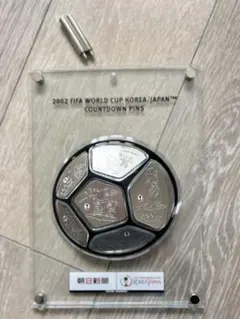 2002 FIFA WORLD CUP KOREA/JAPAN™
COUNTDOWN PINS
朝日新聞